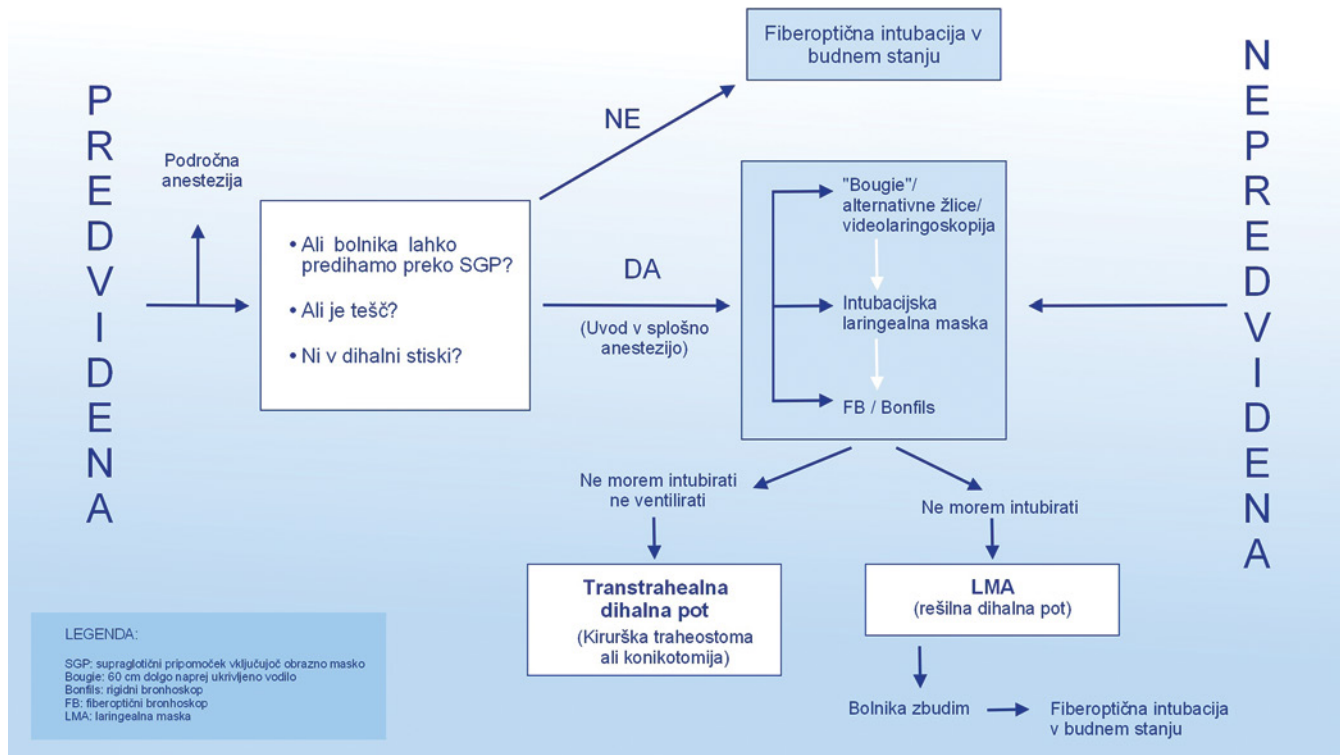 Fiberoptična intubacija v
budnem stanju
PREDVIDENA
NEPREDVIDENA
Področna
anestezija
NE
• Ali bolnika lahko
predihamo preko SGP?
• Ali je tešč?
• Ni v dihalni stiski?
DA
(Uvod v splošno
anestezijo)
"Bougie"/
alternativne žlice/
videolaringoskopija
Intubacijska
laringealna maska
FB / Bonfils
Ne morem intubirati
ne ventilirati
Ne morem intubirati
Transtrahealna
dihalna pot
(Kirurška traheostoma
ali konikotomija)
LMA
(rešilna dihalna pot)
Bolnika zbudim
Fiberoptična intubacija
v budnem stanju
LEGENDA:
SGP: supraglotični pripomoček vključujoč obrazno masko
Bougie: 60 cm dolgo naprej ukrivljeno vodilo
Bonfils: rigidni bronhoskop
FB: fiberoptični bronhoskop
LMA: laringealna maska